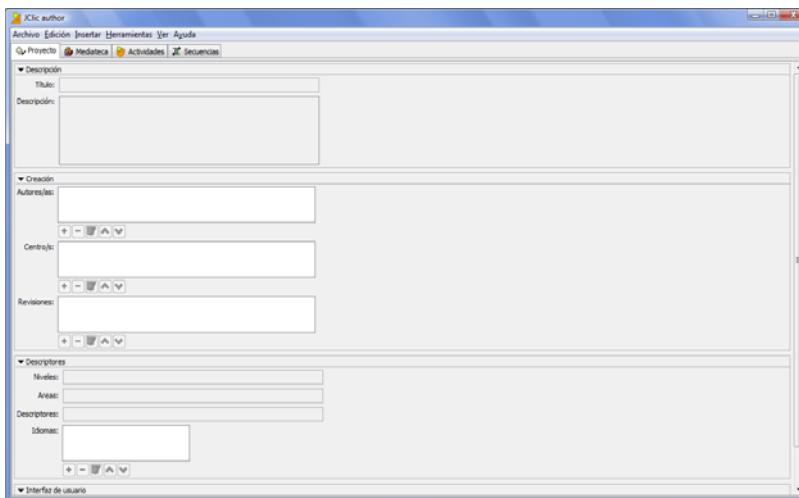 JClic author
Archivo Edición Insertar Herramientas Ver Ayuda
Proyecto Mediateca Actividades Secuencias
Descripción
Título:
Descripción:
Creación
Autores/as:
Centro/s:
Revisiones:
Descriptores
Niveles:
Areas:
Descriptores:
Idiomas:
Interfaz de usuario